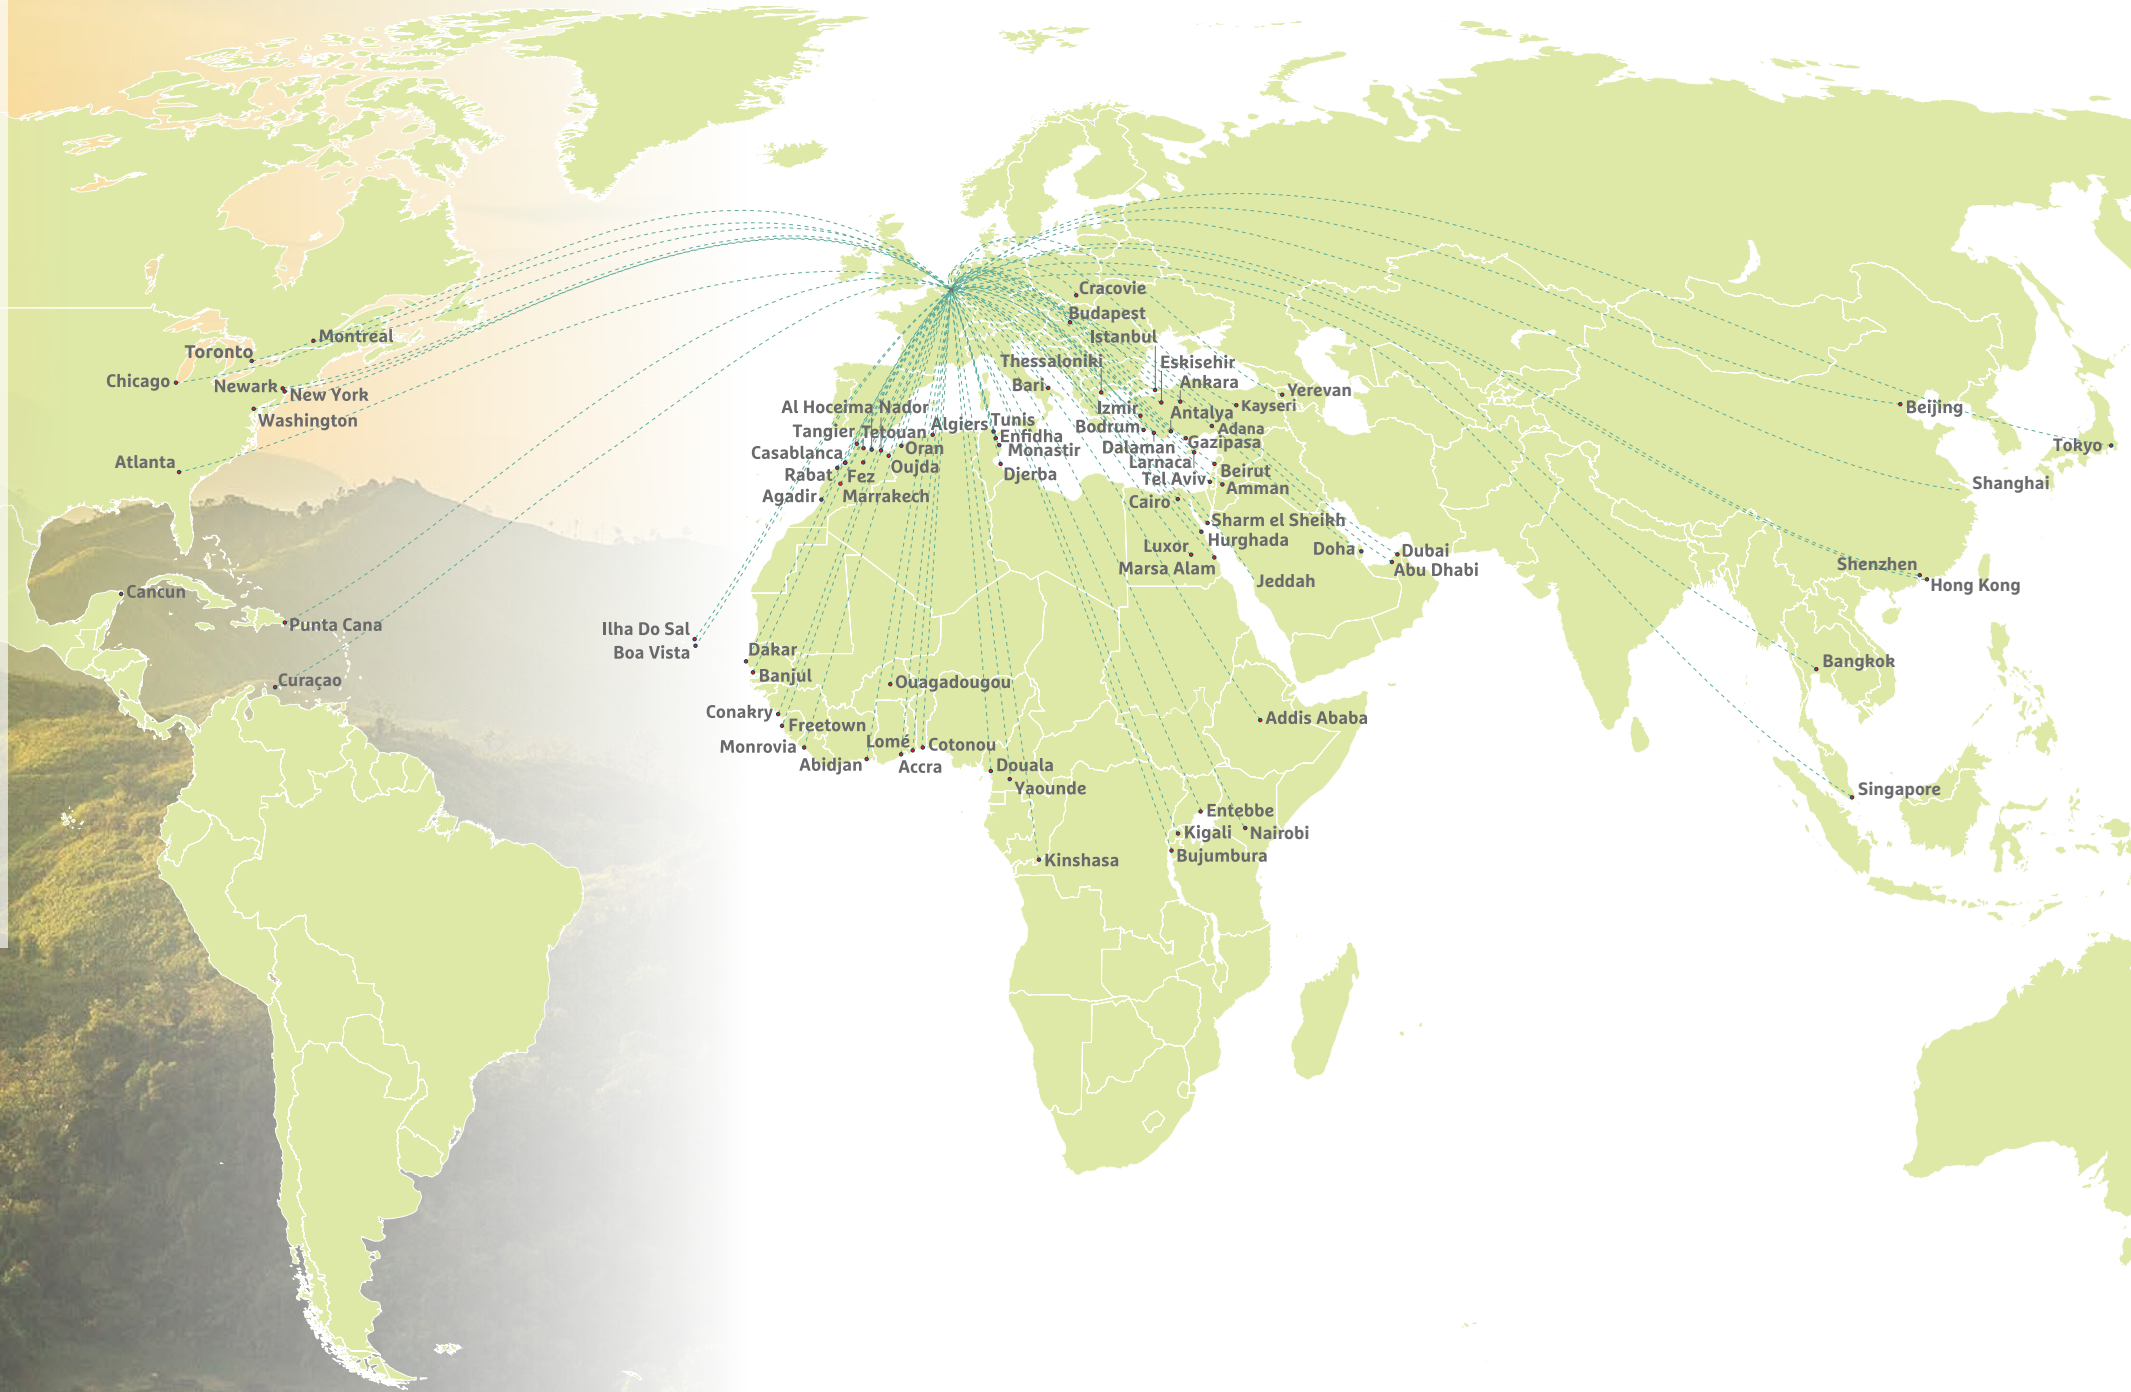 Cracovie
Budapest
Istanbul
Montreal
Toronto
Thessaloniki
Eskisehir
Chicago
Newark
New York
Bari
Ankara
Yerevan
Kayseri
Beijing
Washington
Al Hoceima Nador
Izmir
Antalya
Tangier
Tetouan
Algiers
Tunis
Bodrum
Adana
Enfidha
Gazipasa
Tokyo
Casablanca
Oran
Monastir
Dalaman
Atlanta
Rabat
Fez
Oujda
Djerba
Larnaca
Beirut
Tel Aviv
Amman
Shanghai
Agadir
Marrakech
Cairo
Sharm el Sheikh
Hurghada
Luxor
Doha
Dubai
Marsa Alam
Abu Dhabi
Shenzhen
Jeddah
Hong Kong
Cancun
Punta Cana
Ilha Do Sal
Boa Vista
Dakar
Bangkok
Banjul
Curaçao
Ouagadougou
Conakry
Freetown
Addis Ababa
Monrovia
Lomé
Cotonou
Abidjan
Accra
Douala
Yaounde
Singapore
Entebbe
Kigali
Nairobi
Bujumbura
Kinshasa